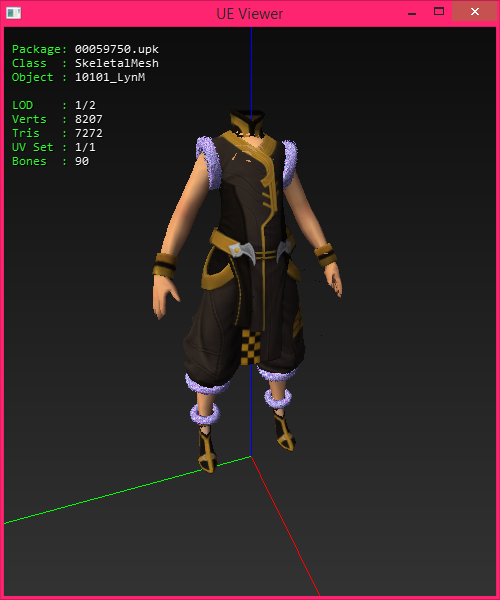 UE Viewer
Package: 00059750.upk
Class  : SkeletalMesh
Object : 10101_LynM
LOD    : 1/2
Verts  : 8207
Tris   : 7272
UV Set : 1/1
Bones  : 90